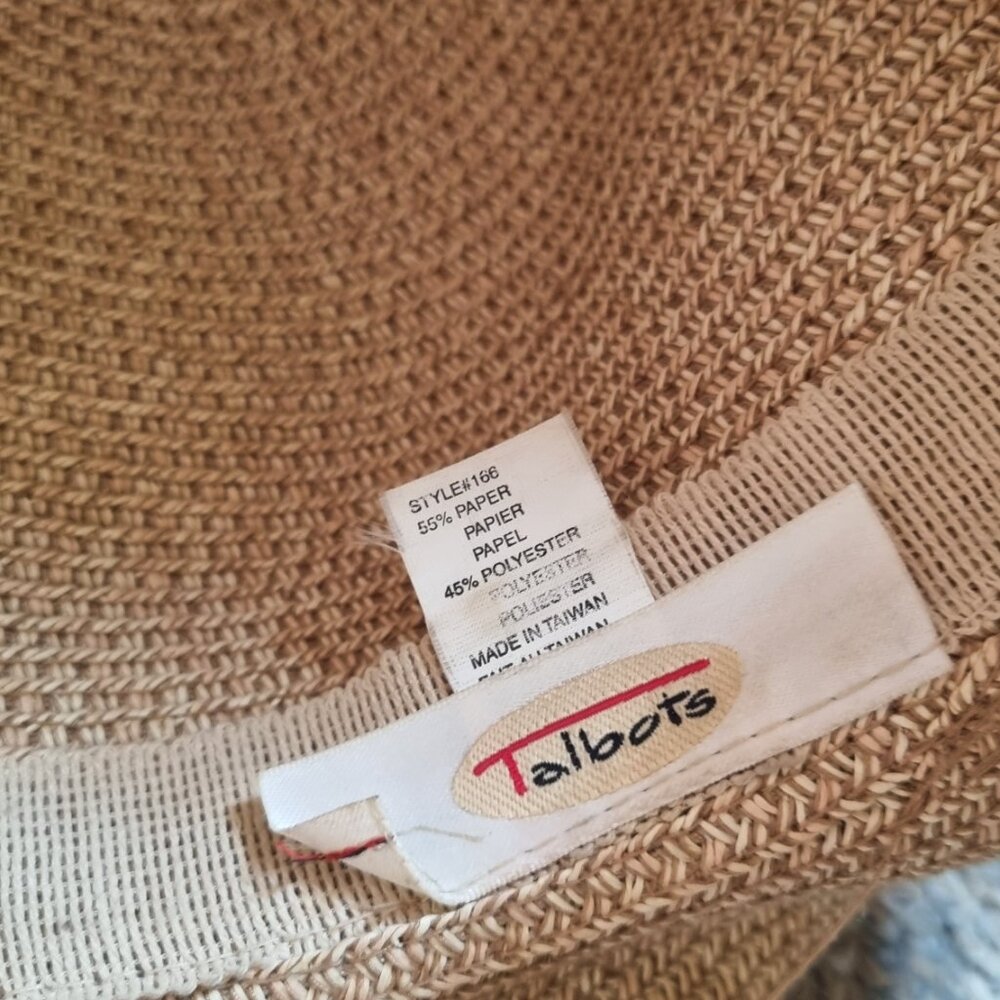 STYLE#166
55% PAPER
PAPIER
PAPEL
45% POLYESTER
POLYESTER
POLIESTER
MADE IN TAIWAN
Talbots